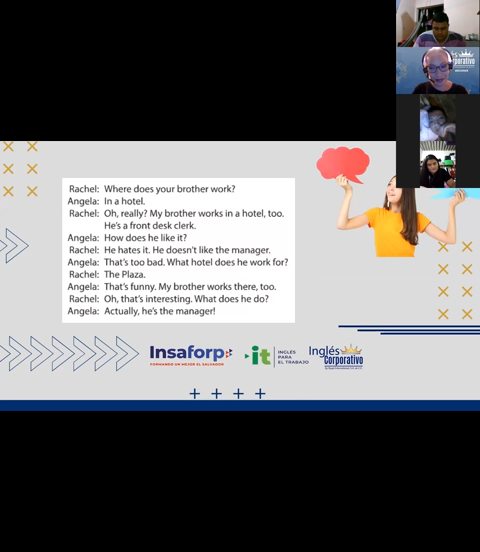 Rachel: Where does your brother work?
Angela: In a hotel.
Rachel: Oh, really? My brother works in a hotel, too.
He's a front desk clerk.
Angela: How does he like it?
Rachel: He hates it. He doesn't like the manager.
Angela: That's too bad. What hotel does he work for?
Rachel: The Plaza.
Angela: That's funny. My brother works there, too.
Rachel: Oh, that's interesting. What does he do?
Angela: Actually, he's the manager!
Insaforp
FORMANDO UN MEJOR EL SALVADOR
it
INGLÉS
PARA
EL TRABAJO
Inglés
Corporativo